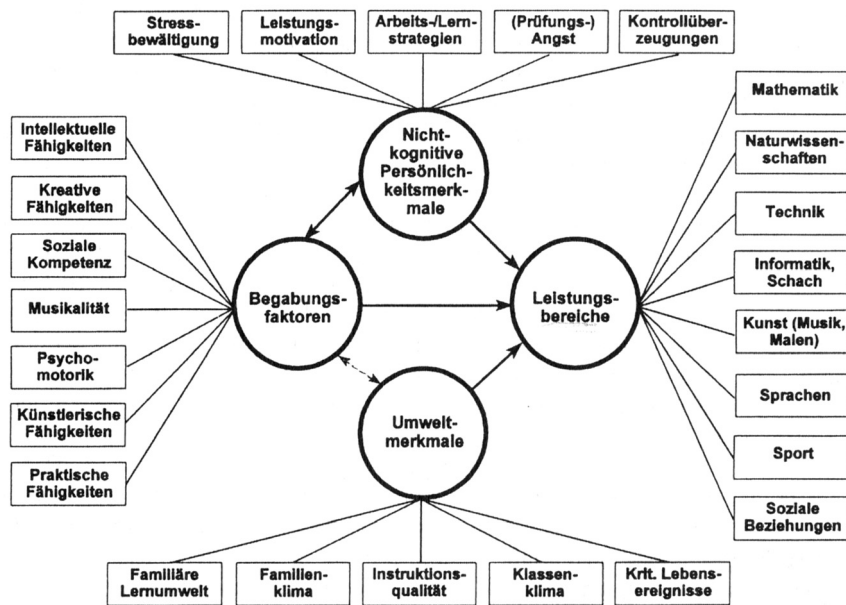 Stress-
bewältigung
Leistungs-
motivation
Arbeits-/Lern-
strategien
(Prüfungs-)
Angst
Kontrollüber-
zeugungen
Intellektuelle
Fähigkeiten
Kreative
Fähigkeiten
Soziale
Kompetenz
Musikalität
Psycho-
motorik
Künstlerische
Fähigkeiten
Praktische
Fähigkeiten
Nicht-
kognitive
Persönlich-
keitsmerk-
male
Begabungs-
faktoren
Leistungs-
bereiche
Umwelt-
merkmale
Mathematik
Naturwissen-
schaften
Technik
Informatik,
Schach
Kunst (Musik,
Malen)
Sprachen
Sport
Soziale
Beziehungen
Familiäre
Lernumwelt
Familien-
klima
Instruktions-
qualität
Klassen-
klima
Krit. Lebens-
ereignisse